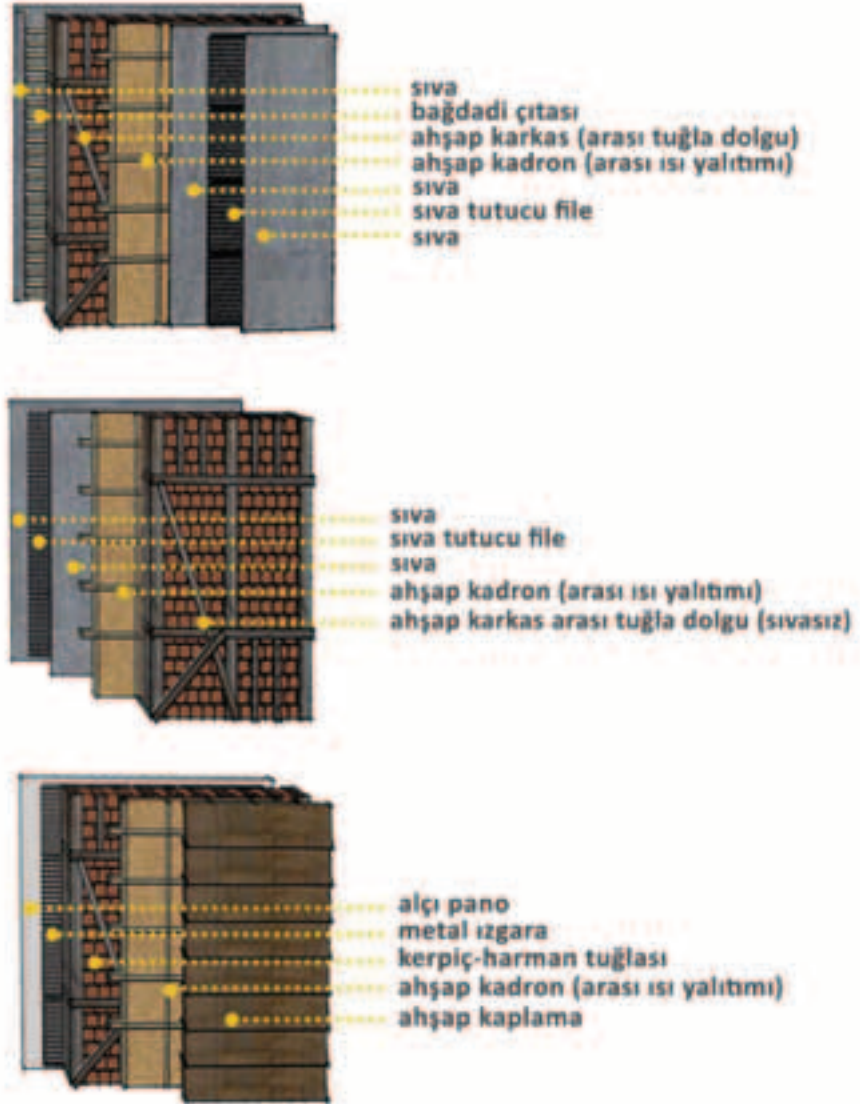 sıva
bağdadi çıtası
ahşap karkas (arası tuğla dolgu)
ahşap kadron (arası ısı yalıtımı)
sıva
sıva tutucu file
sıva
sıva
sıva tutucu file
sıva
ahşap kadron (arası ısı yalıtımı)
ahşap karkas arası tuğla dolgu (sıvasız)
alçı pano
metal ızgara
kerpiç-harman tuğlası
ahşap kadron (arası ısı yalıtımı)
ahşap kaplama